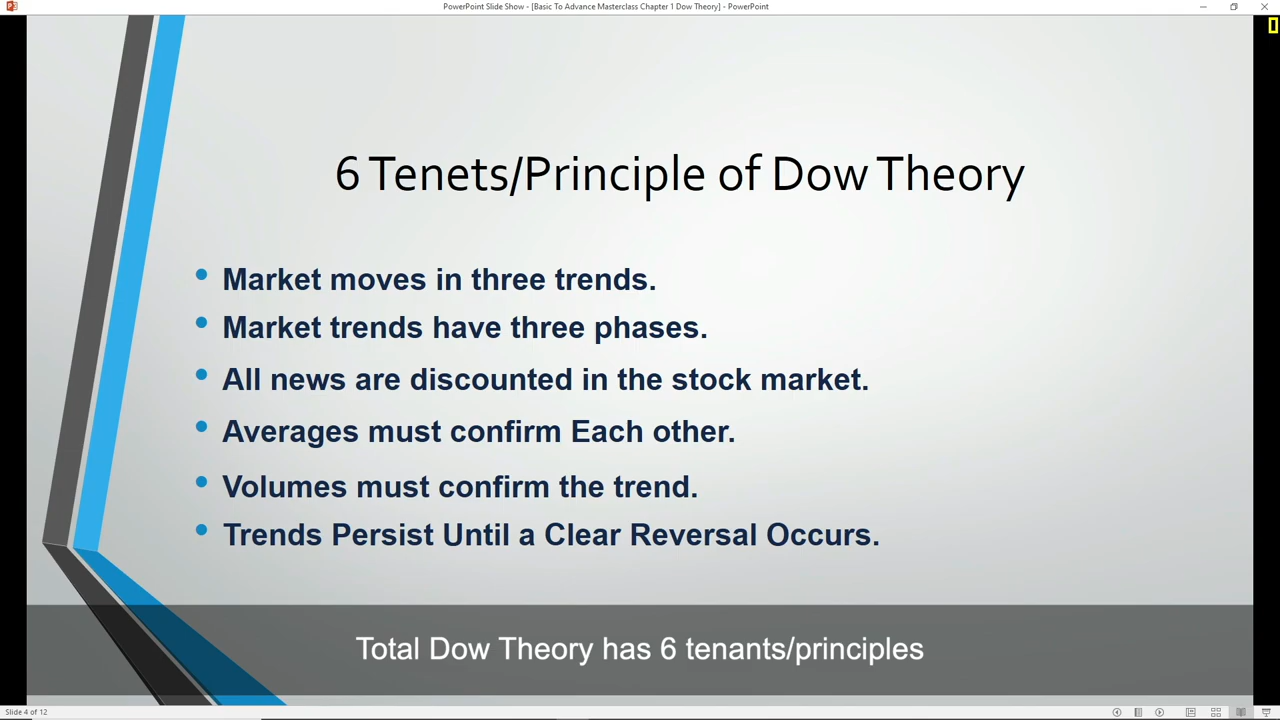 PowerPoint Slide Show - [Basic To Advance Masterclass Chapter 1 Dow Theory] - PowerPoint
6 Tenets/Principle of Dow Theory
• Market moves in three trends.
• Market trends have three phases.
• All news are discounted in the stock market.
• Averages must confirm Each other.
• Volumes must confirm the trend.
• Trends Persist Until a Clear Reversal Occurs.
Total Dow Theory has 6 tenants/principles
Slide 4 of 12